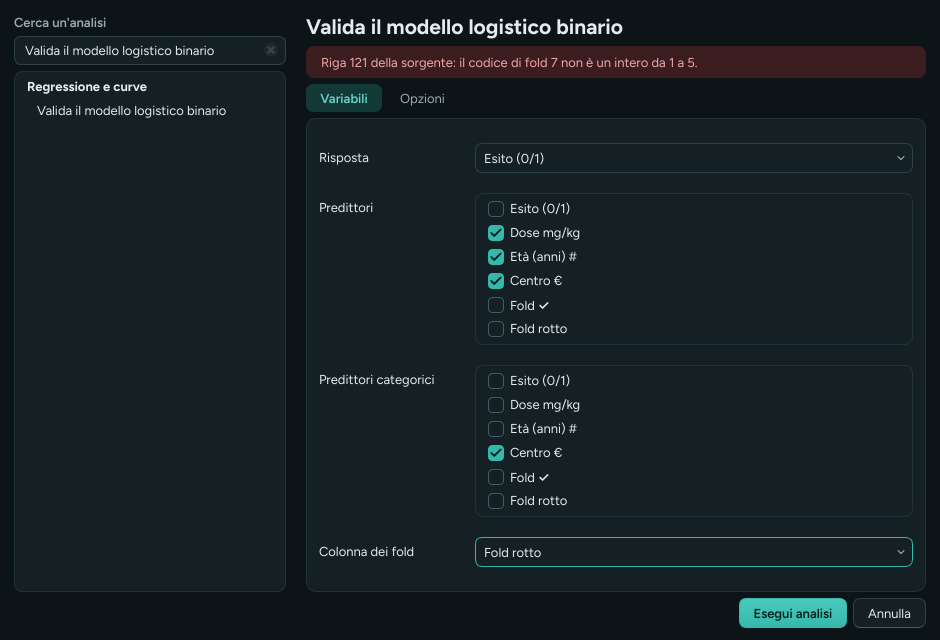 Cerca un'analisi
Valida il modello logistico binario
Regressione e curve
Valida il modello logistico binario
Valida il modello logistico binario
Riga 121 della sorgente: il codice di fold 7 non è un intero da 1 a 5.
Variabili
Opzioni
Risposta
Esito (0/1)
Predittori
Esito (0/1)
Dose mg/kg
Età (anni) #
Centro €
Fold ✓
Fold rotto
Predittori categorici
Esito (0/1)
Dose mg/kg
Età (anni) #
Centro €
Fold ✓
Fold rotto
Colonna dei fold
Fold rotto
Esegui analisi
Annulla